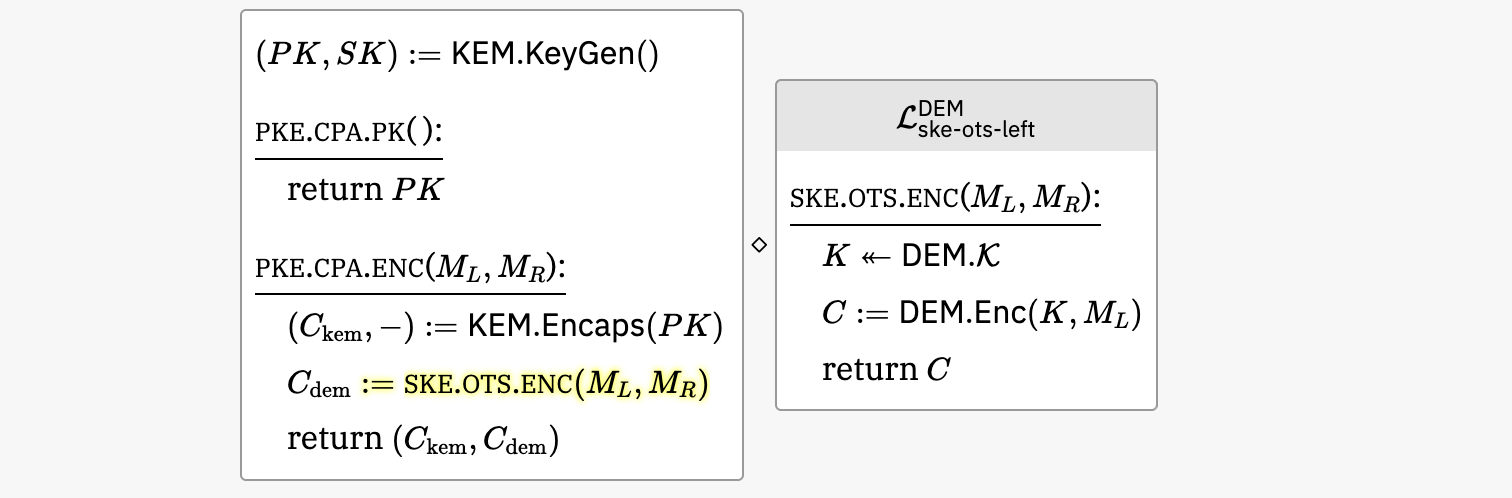 (PK, SK) := KEM.KeyGen()
PKE.CPA.PK():
return PK
PKE.CPA.ENC(M_L, M_R):
(C_kem, −) := KEM.Encaps(PK)
C_dem := SKE.OTS.ENC(M_L, M_R)
return (C_kem, C_dem)
⋄
ℒ^DEM_ske-ots-left
SKE.OTS.ENC(M_L, M_R):
K ↞ DEM.𝒦
C := DEM.Enc(K, M_L)
return C